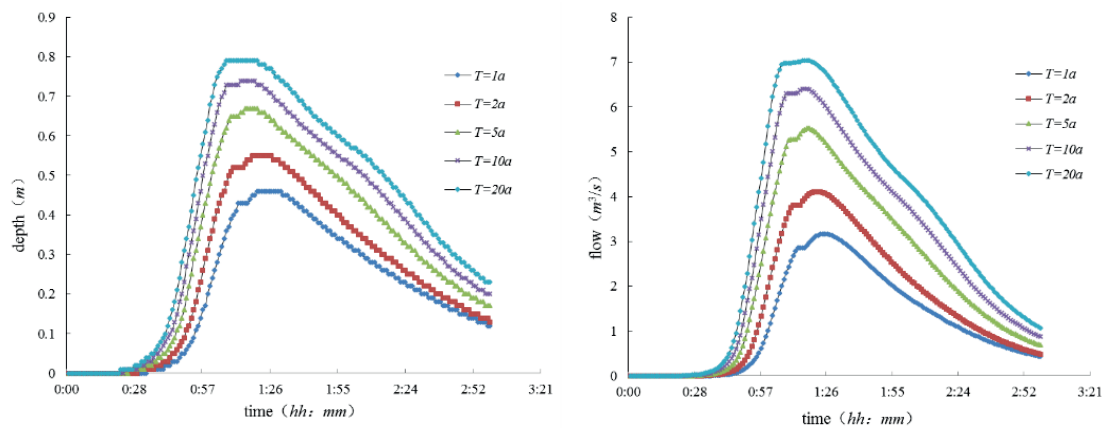 0.9
0.8
0.7
0.6
0.5
0.4
0.3
0.2
0.1
0
depth（m）
0:00 0:28 0:57 1:26 1:55 2:24 2:52 3:21
time（hh：mm）
T=1a
T=2a
T=5a
T=10a
T=20a
8
7
6
5
4
3
2
1
0
flow（m³/s）
0:00 0:28 0:57 1:26 1:55 2:24 2:52 3:21
time（hh：mm）
T=1a
T=2a
T=5a
T=10a
T=20a